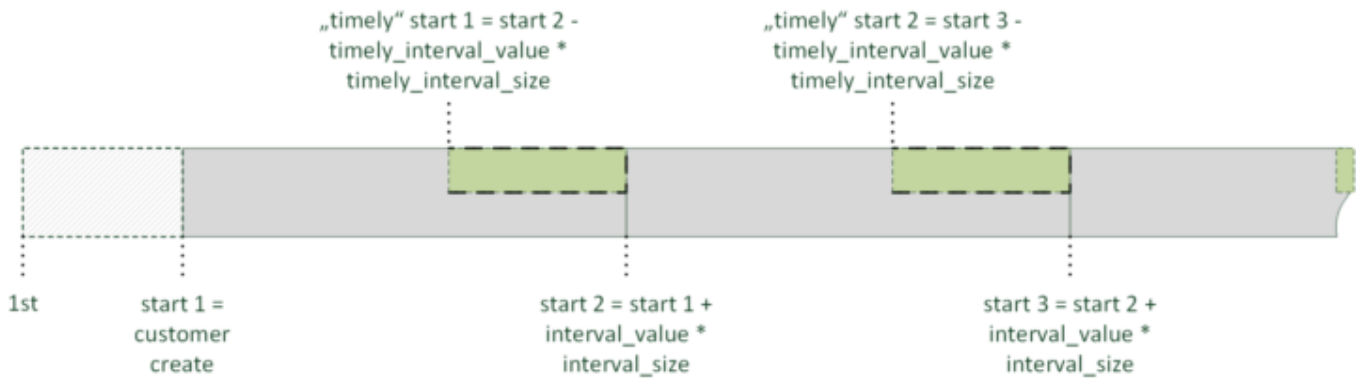 „timely“ start 1 = start 2 -
timely_interval_value *
timely_interval_size
„timely“ start 2 = start 3 -
timely_interval_value *
timely_interval_size
1st
start 1 =
customer
create
start 2 = start 1 +
interval_value *
interval_size
start 3 = start 2 +
interval_value *
interval_size